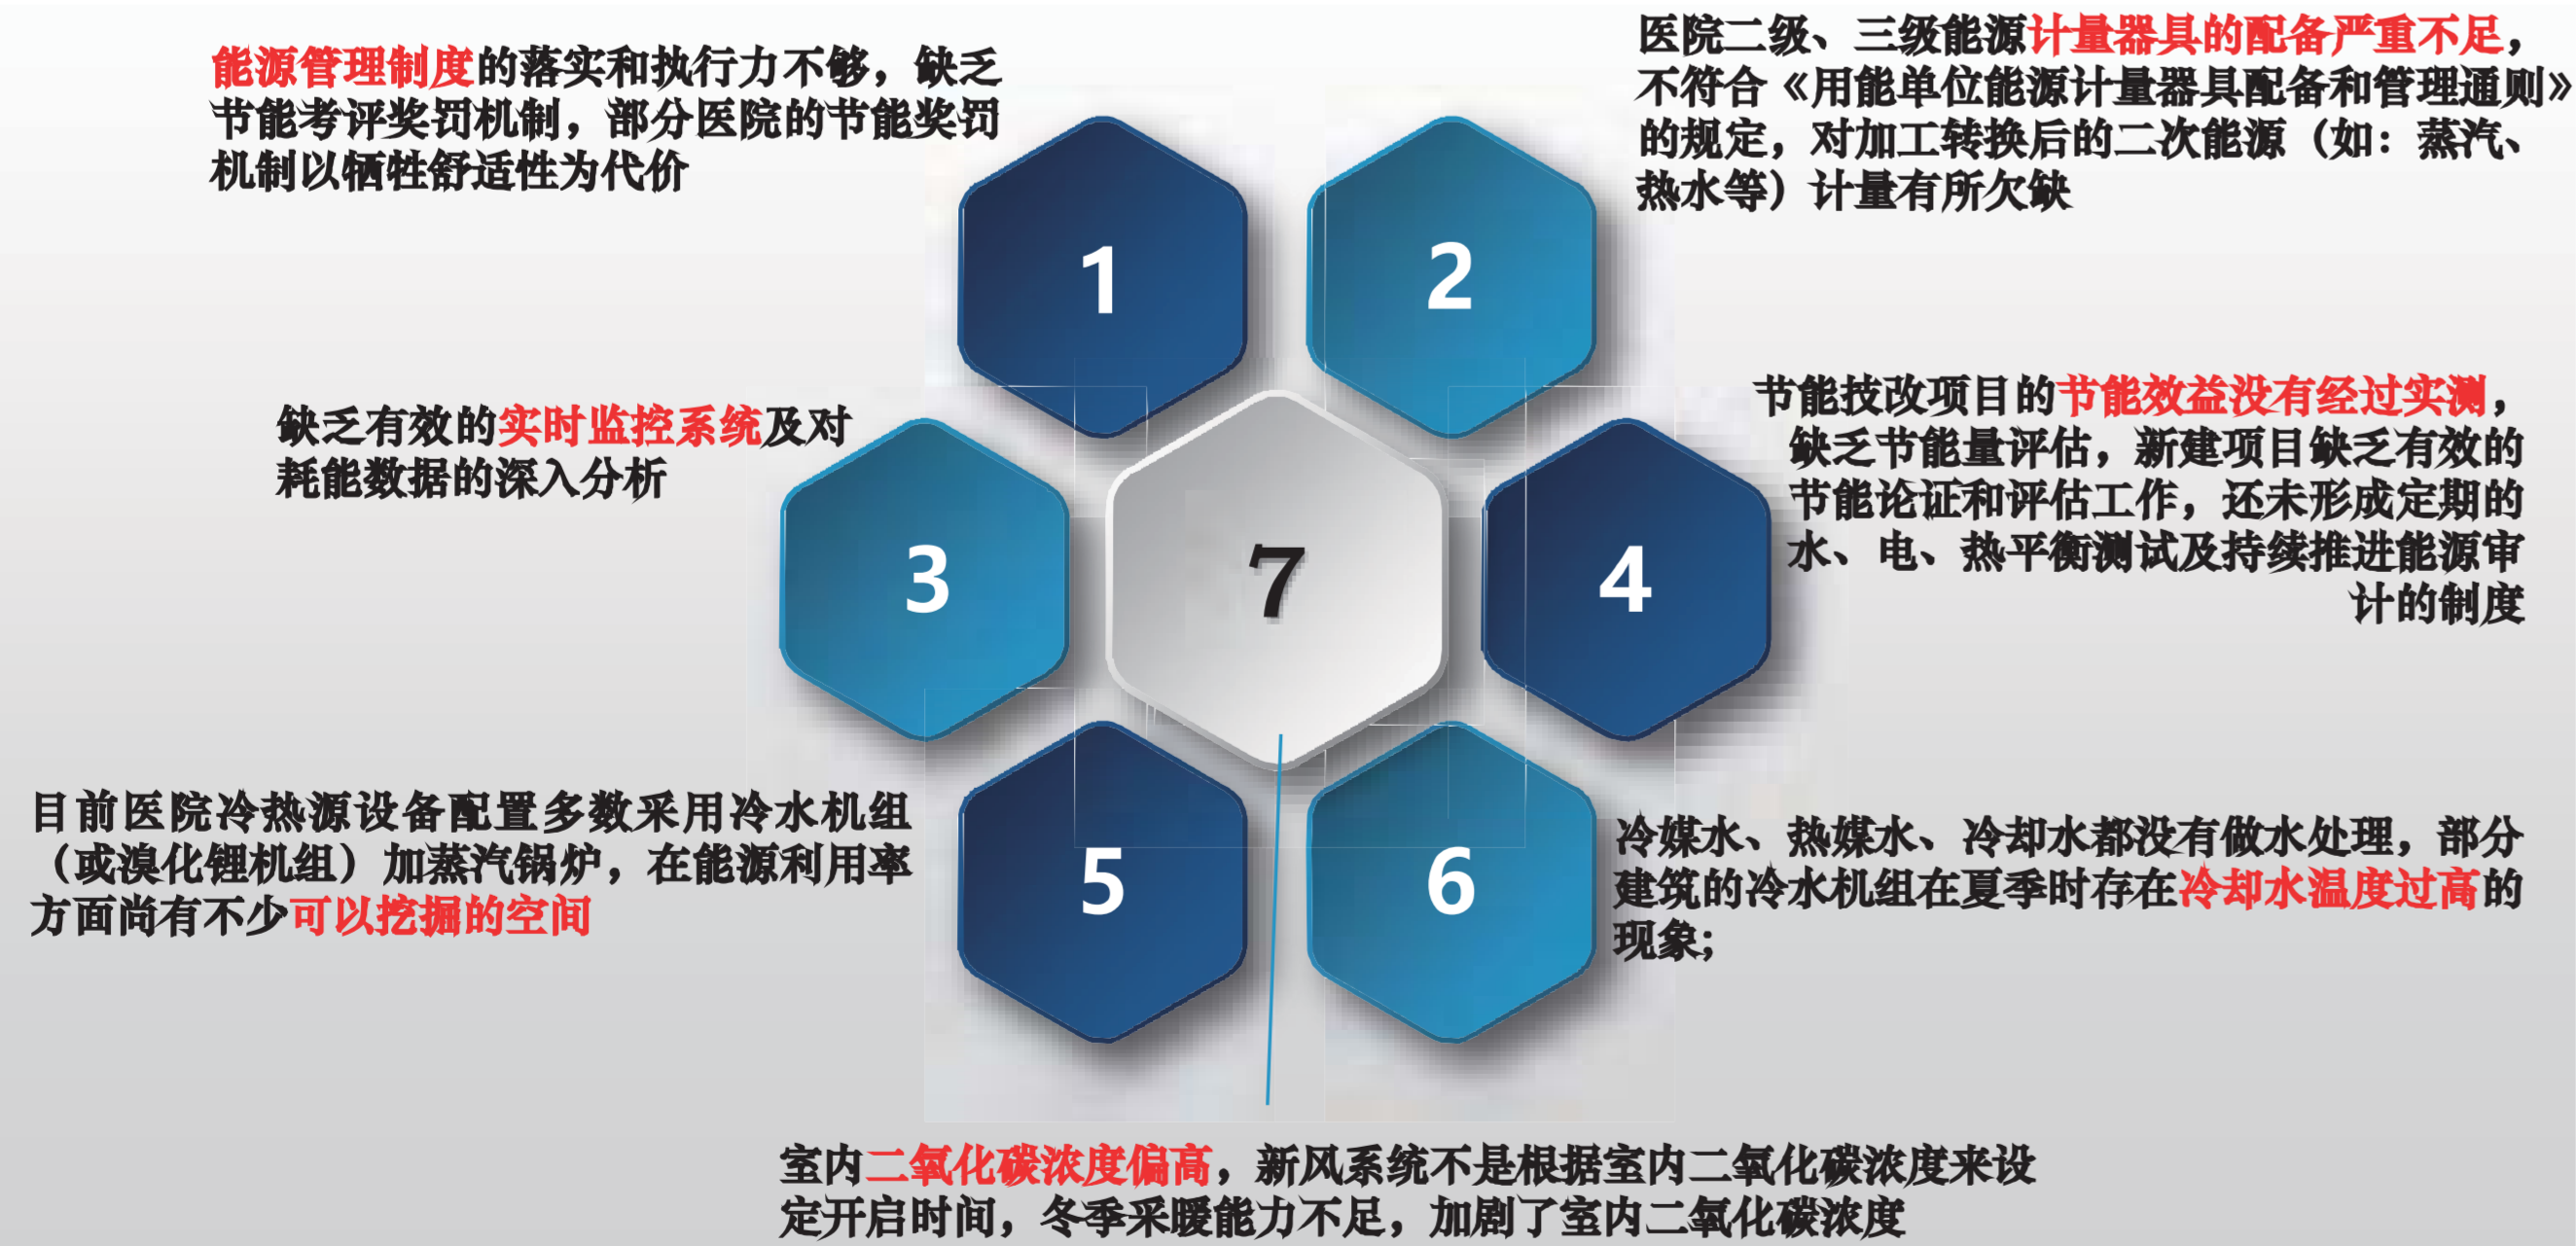 能源管理制度的落实和执行力不够，缺乏
节能考评奖罚机制，部分医院的节能奖罚
机制以牺牲舒适性为代价
1
医院二级、三级能源计量器具的配备严重不足，
不符合《用能单位能源计量器具配备和管理通则》
的规定，对加工转换后的二次能源（如：蒸汽、
热水等）计量有所欠缺
2
缺乏有效的实时监控系统及对
耗能数据的深入分析
3
7
节能技改项目的节能效益没有经过实测，
缺乏节能量评估，新建项目缺乏有效的
节能论证和评估工作，还未形成定期的
水、电、热平衡测试及持续推进能源审
计的制度
4
目前医院冷热源设备配置多数采用冷水机组
（或溴化锂机组）加蒸汽锅炉，在能源利用率
方面尚有不少可以挖掘的空间
5
冷媒水、热媒水、冷却水都没有做水处理，部分
建筑的冷水机组在夏季时存在冷却水温度过高的
现象；
6
室内二氧化碳浓度偏高，新风系统不是根据室内二氧化碳浓度来设
定开启时间，冬季采暖能力不足，加剧了室内二氧化碳浓度